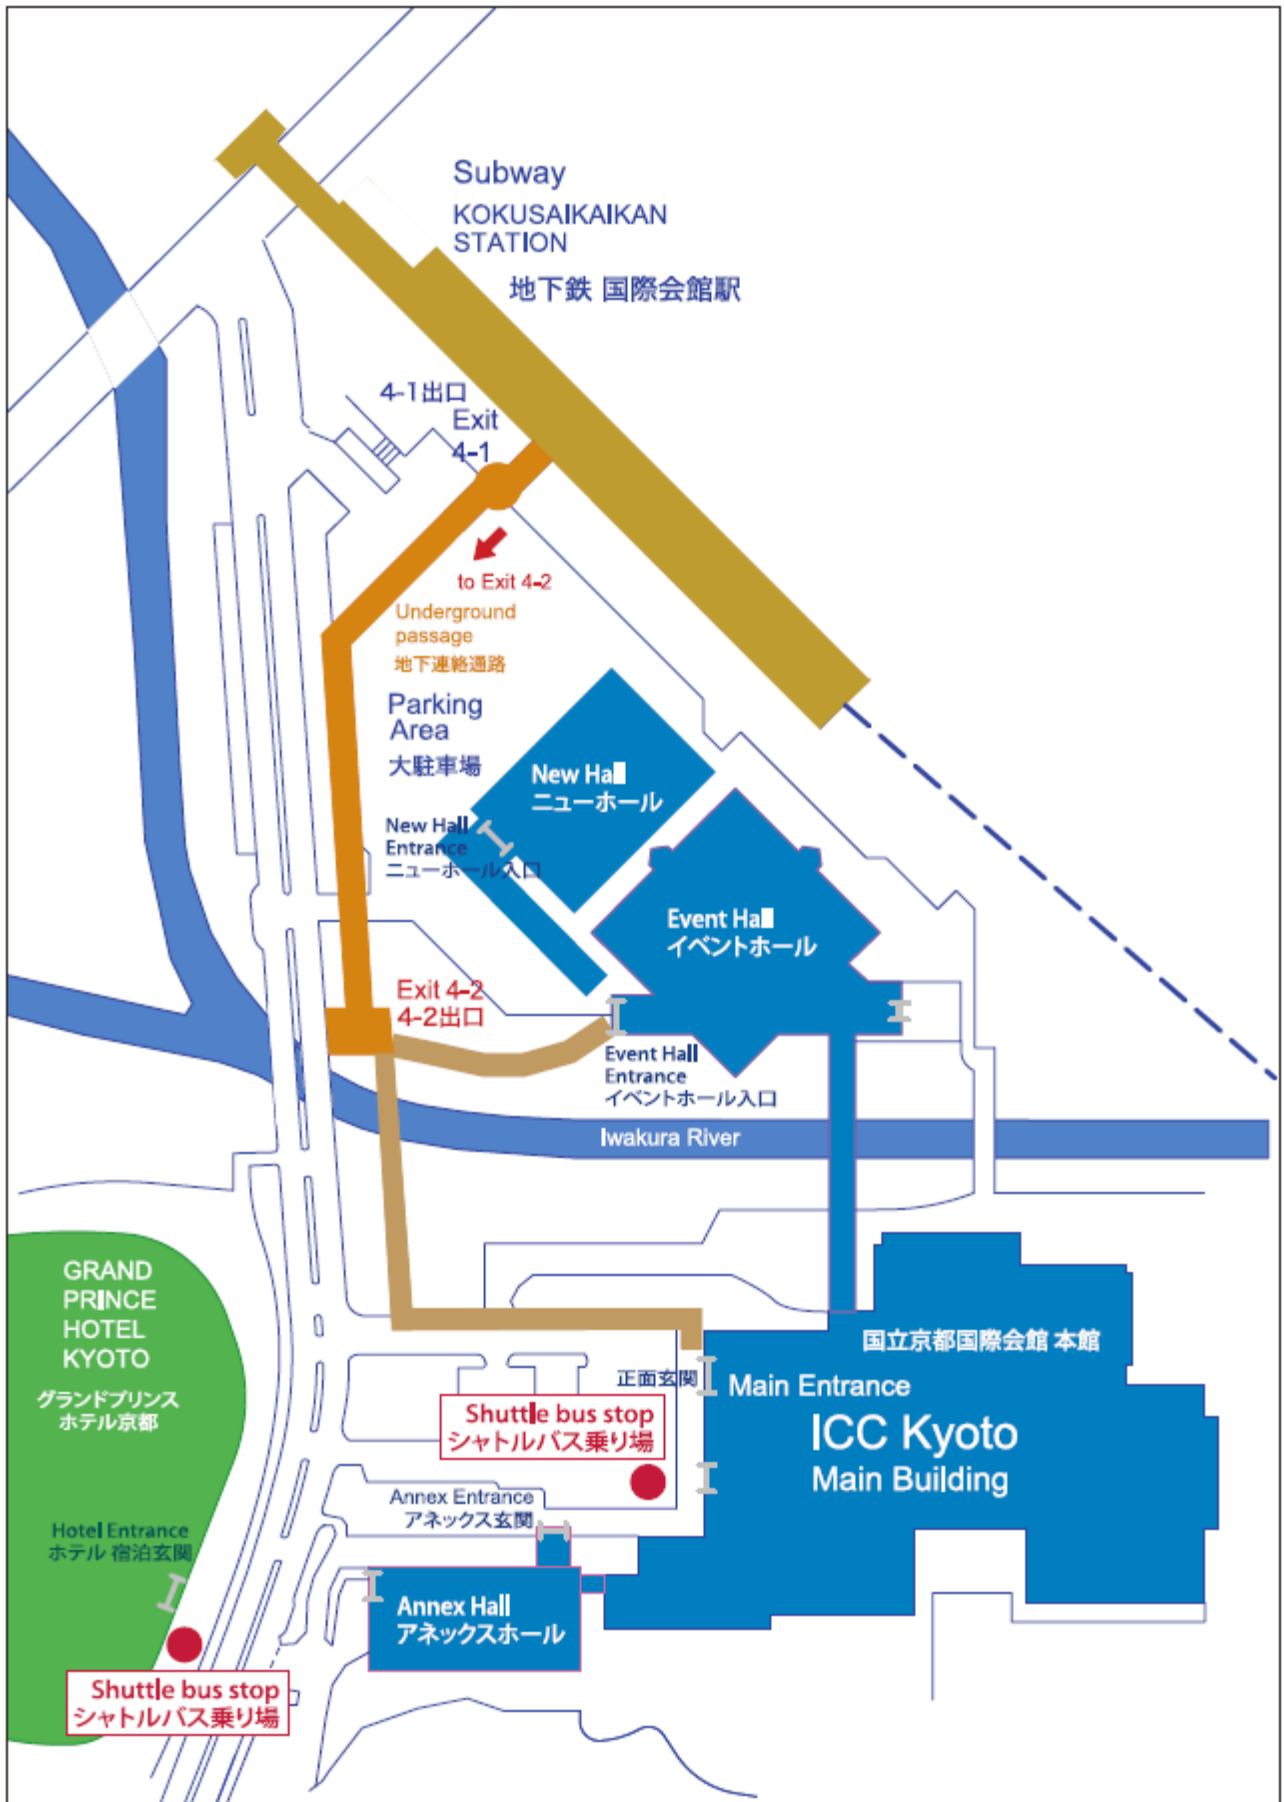 Subway
KOKUSAIKAIKAN
STATION
地下鉄 国際会館駅
4-1出口
Exit
4-1
to Exit 4-2
Underground
passage
地下連絡通路
Parking
Area
大駐車場
New Hall
ニューホール
New Hall
Entrance
ニューホール入口
Event Hall
イベントホール
Exit 4-2
4-2出口
Event Hall
Entrance
イベントホール入口
Iwakura River
GRAND
PRINCE
HOTEL
KYOTO
グランドプリンス
ホテル京都
国立京都国際会館 本館
正面玄関
Main Entrance
ICC Kyoto
Main Building
Shuttle bus stop
シャトルバス乗り場
Annex Entrance
アネックス玄関
Hotel Entrance
ホテル 宿泊玄関
Annex Hall
アネックスホール
Shuttle bus stop
シャトルバス乗り場